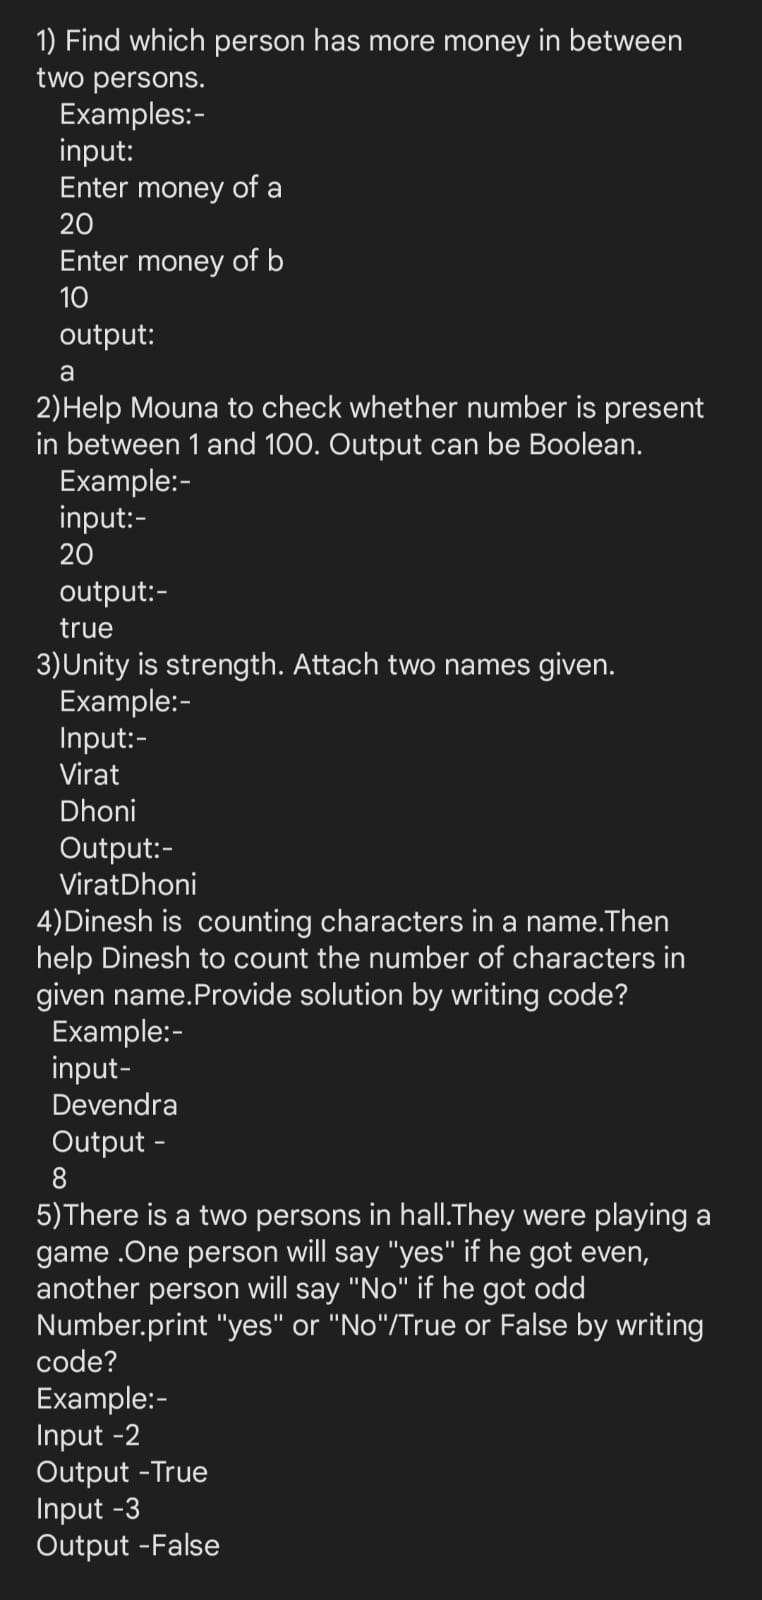 1) Find which person has more money in between
two persons.
Examples:-
input:
Enter money of a
20
Enter money of b
10
output:
a
2)Help Mouna to check whether number is present
in between 1 and 100. Output can be Boolean.
Example:-
input:-
20
output:-
true
3)Unity is strength. Attach two names given.
Example:-
Input:-
Virat
Dhoni
Output:-
ViratDhoni
4)Dinesh is  counting characters in a name.Then
help Dinesh to count the number of characters in
given name.Provide solution by writing code?
Example:-
input-
Devendra
Output -
8
5)There is a two persons in hall.They were playing a
game .One person will say "yes" if he got even,
another person will say "No" if he got odd
Number.print "yes" or "No"/True or False by writing
code?
Example:-
Input -2
Output -True
Input -3
Output -False